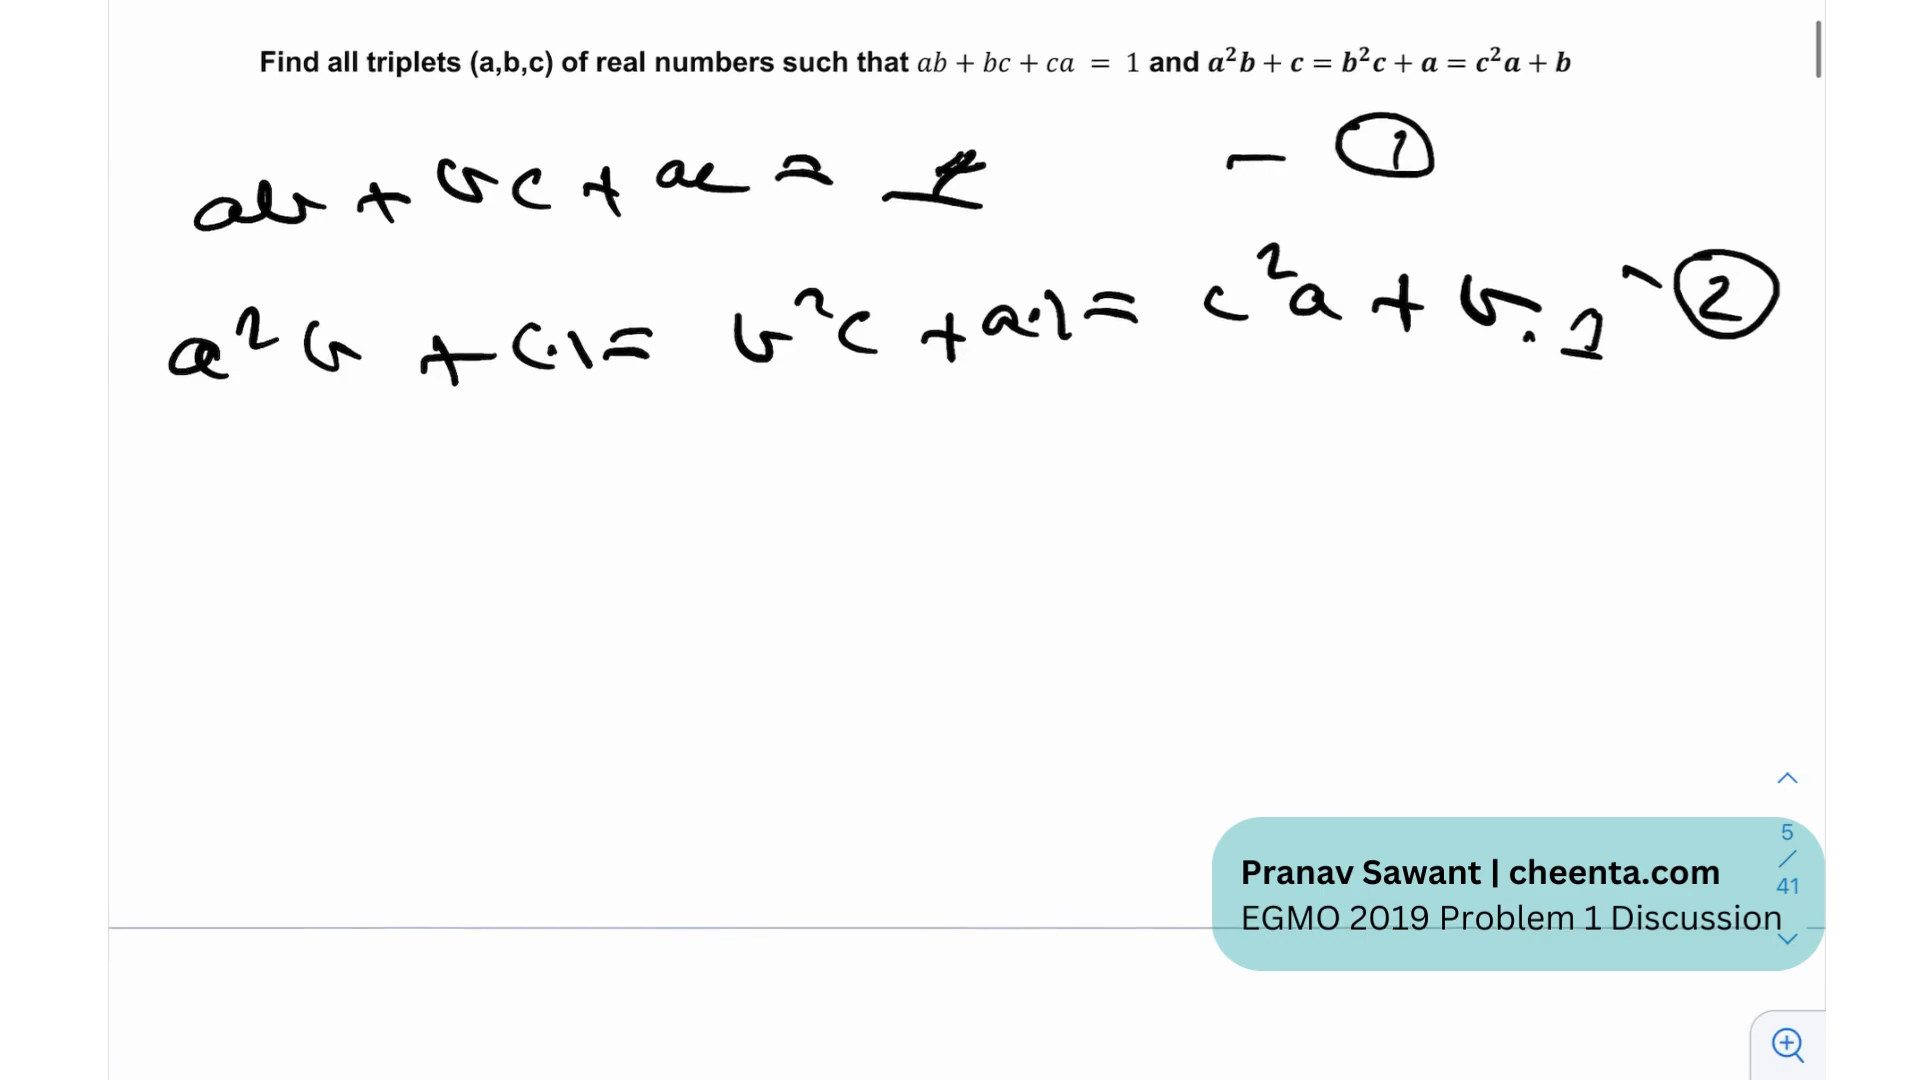 Find all triplets (a,b,c) of real numbers such that ab + bc + ca = 1 and a²b + c = b²c + a = c²a + b
ab + bc + ac = 1 - ①
a²b + c·1 = b²c + a·1 = c²a + b·1 - ②
5
/
41
Pranav Sawant | cheenta.com
EGMO 2019 Problem 1 Discussion